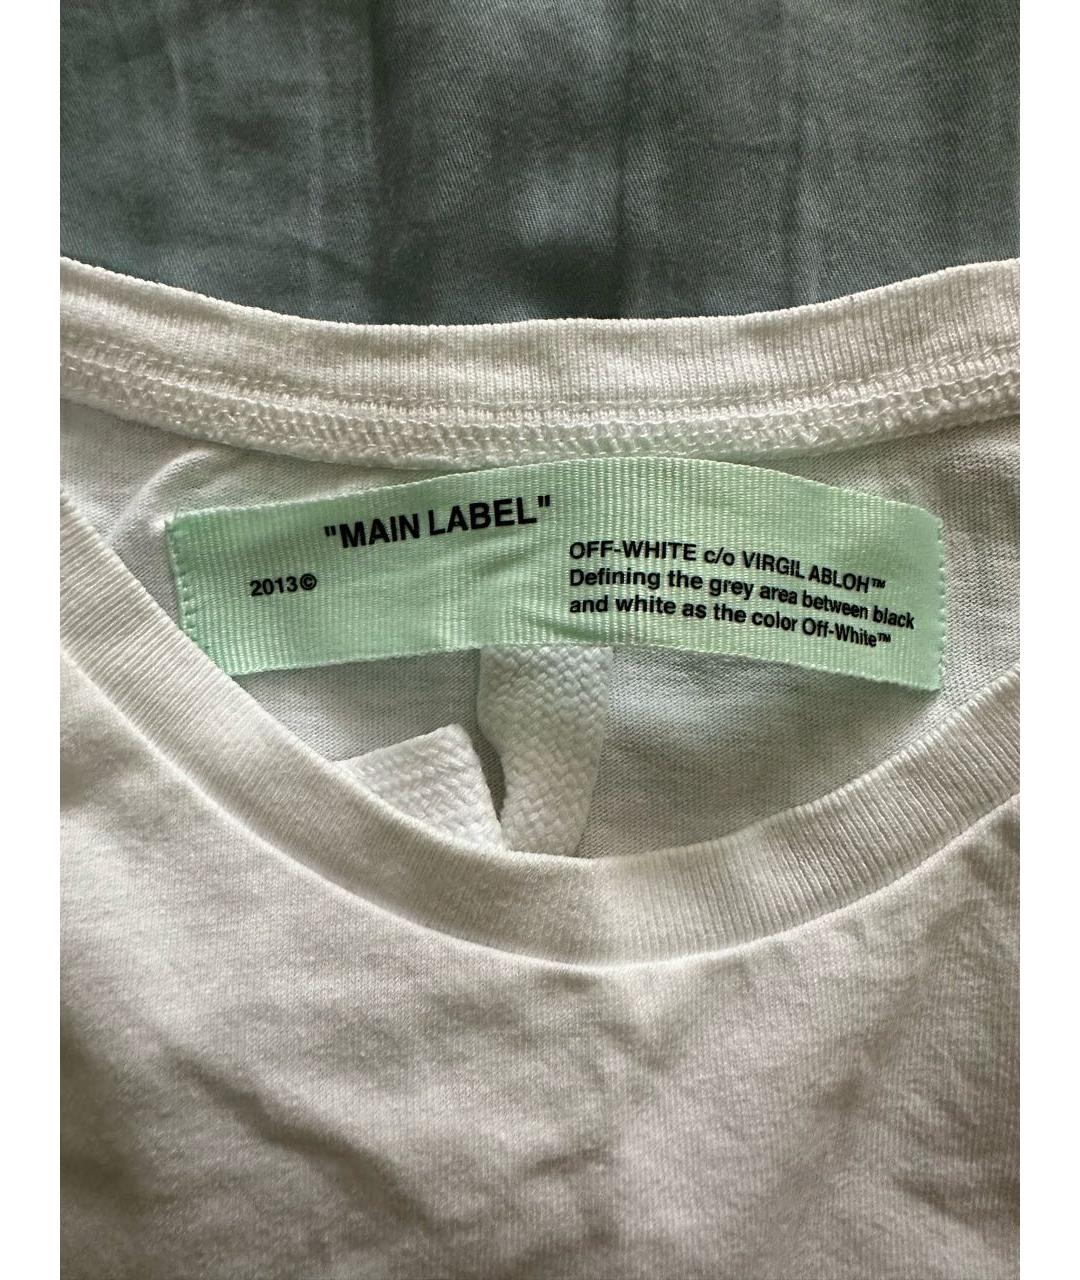 "MAIN LABEL"
2013©
OFF-WHITE c/o VIRGIL ABLOH™
Defining the grey area between black
and white as the color Off-White™